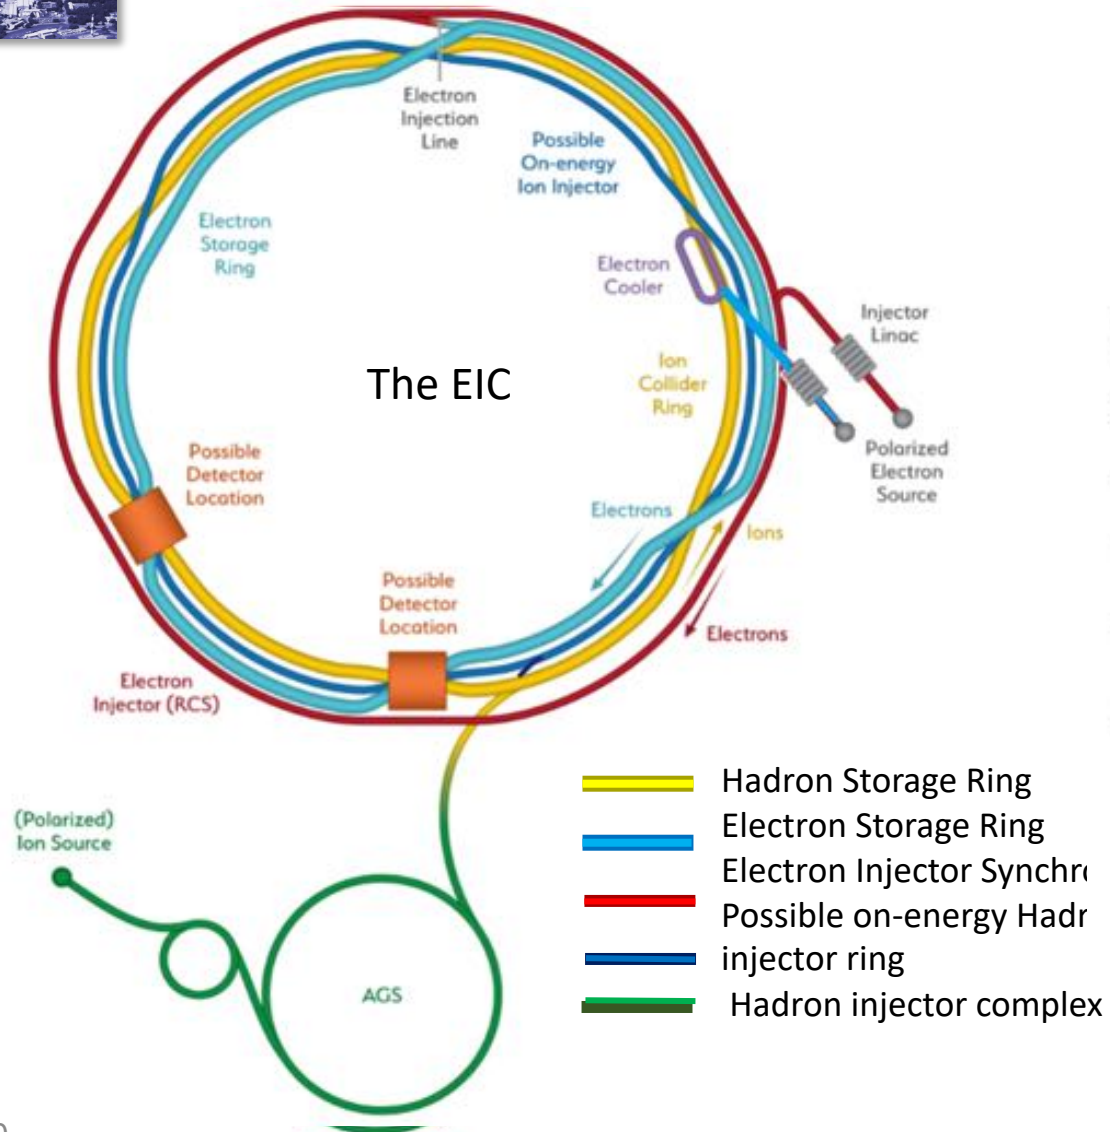 Electron
Injection
Line
Possible
On-energy
Ion Injector
Electron
Storage
Ring
Electron
Cooler
Injector
Linac
The EIC
Ion
Collider
Ring
Polarized
Electron
Source
Possible
Detector
Location
Electrons
Ions
Possible
Detector
Location
Electrons
Electron
Injector (RCS)
Hadron Storage Ring
(Polarized)
Ion Source
Electron Storage Ring
Electron Injector Synchr
Possible on-energy Hadr
injector ring
AGS
Hadron injector complex